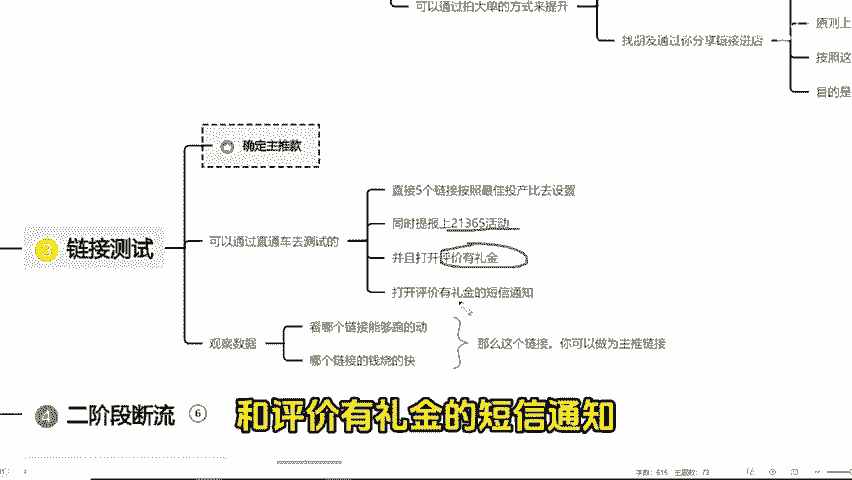 可以通过拍大单的方式来提升
原则上
找朋友通过你分享链接进店
按照这
目的是
确定主推款
直接5个链接按照最佳投产比去设置
同时提报上21365活动
3 链接测试
可以通过直通车去测试的
并且打开评价有礼金
打开评价有礼金的短信通知
看哪个链接能够跑的动
观察数据
那么这个链接，你可以做为主推链接
哪个链接的钱烧的快
4 二阶段断流 6
和评价有礼金的短信通知
字数：615 主题数：72